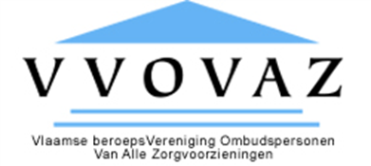 VVOVAZ
Vlaamse beroepsVereniging Ombudspersonen
Van Alle Zorgvoorzieningen